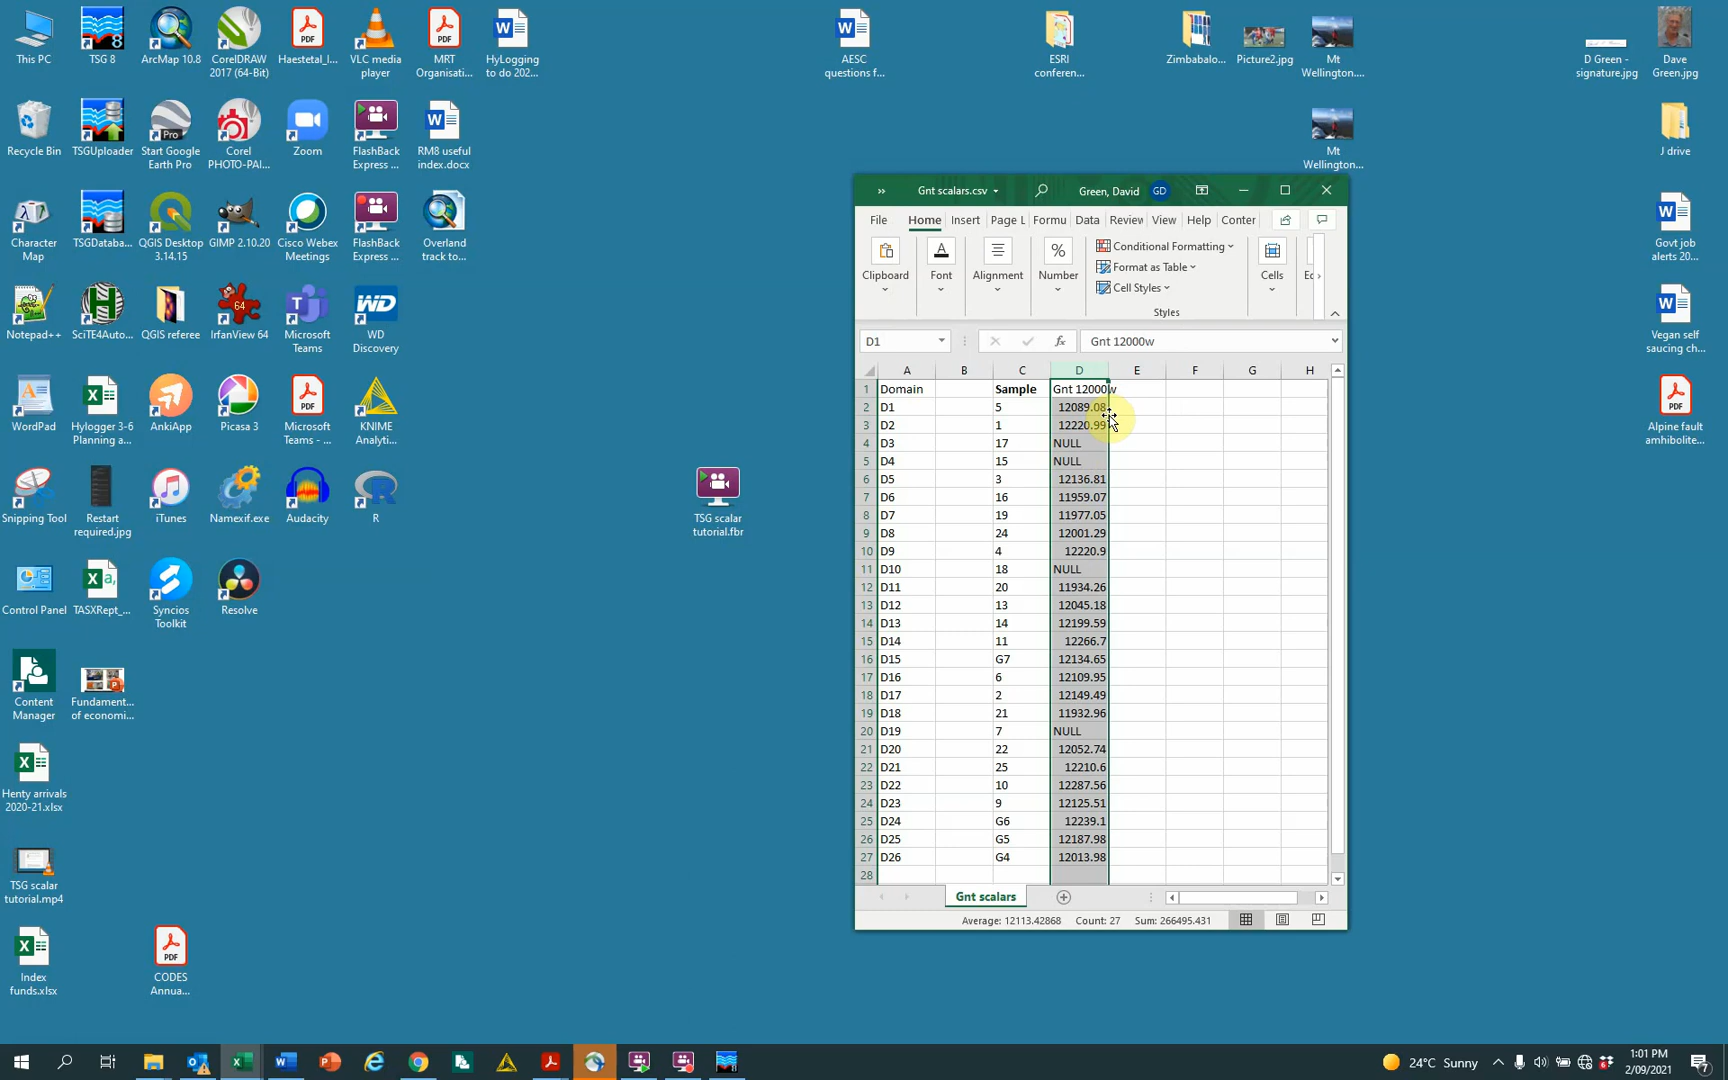 This PC
TSG 8
ArcMap 10.8
CorelDRAW
2017 (64-Bit)
Haestetal_l...
VLC media
player
MRT
Organisati...
HyLogging
to do 202...
AESC
questions f...
ESRI
conferen...
Zimbabalo...
Picture2.jpg
Mt
Wellington....
D Green -
signature.jpg
Dave
Green.jpg
Recycle Bin
TSGUploader
Start Google
Earth Pro
Corel
PHOTO-PAI...
Zoom
FlashBack
Express ...
RM8 useful
index.docx
Mt
Wellington...
J drive
Character
Map
TSGDataba...
QGIS Desktop
3.14.15
GIMP 2.10.20
Cisco Webex
Meetings
FlashBack
Express ...
Overland
track to...
Govt job
alerts 20...
Notepad++
SciTE4Auto...
QGIS referee
IrfanView 64
Microsoft
Teams
WD
Discovery
Vegan self
saucing ch...
WordPad
Hylogger 3-6
Planning a...
AnkiApp
Picasa 3
Microsoft
Teams - ...
KNIME
Analyti...
Alpine fault
amhibolite...
Snipping Tool
Restart
required.jpg
iTunes
Namexif.exe
Audacity
R
TSG scalar
tutorial.fbr
Control Panel
TASXRept_...
Syncios
Toolkit
Resolve
Content
Manager
Fundament...
of economi...
Henty arrivals
2020-21.xlsx
TSG scalar
tutorial.mp4
Index
funds.xlsx
CODES
Annua...
Gnt scalars.csv
Green, David GD
File Home Insert Page L Formu Data Review View Help Conter
Clipboard Font Alignment Number
Conditional Formatting
Format as Table
Cell Styles
Styles
Cells
D1 fx Gnt 12000w
A B C D E F G H
1 Domain Sample Gnt 12000w
2 D1 5 12089.08
3 D2 1 12220.99
4 D3 17 NULL
5 D4 15 NULL
6 D5 3 12136.81
7 D6 16 11959.07
8 D7 19 11977.05
9 D8 24 12001.29
10 D9 4 12220.9
11 D10 18 NULL
12 D11 20 11934.26
13 D12 13 12045.18
14 D13 14 12199.59
15 D14 11 12266.7
16 D15 G7 12134.65
17 D16 6 12109.95
18 D17 2 12149.49
19 D18 21 11932.96
20 D19 7 NULL
21 D20 22 12052.74
22 D21 25 12210.6
23 D22 10 12287.56
24 D23 9 12125.51
25 D24 G6 12239.1
26 D25 G5 12187.98
27 D26 G4 12013.98
28
Gnt scalars
Average: 12113.42868 Count: 27 Sum: 266495.431
24°C Sunny
1:01 PM
2/09/2021
7